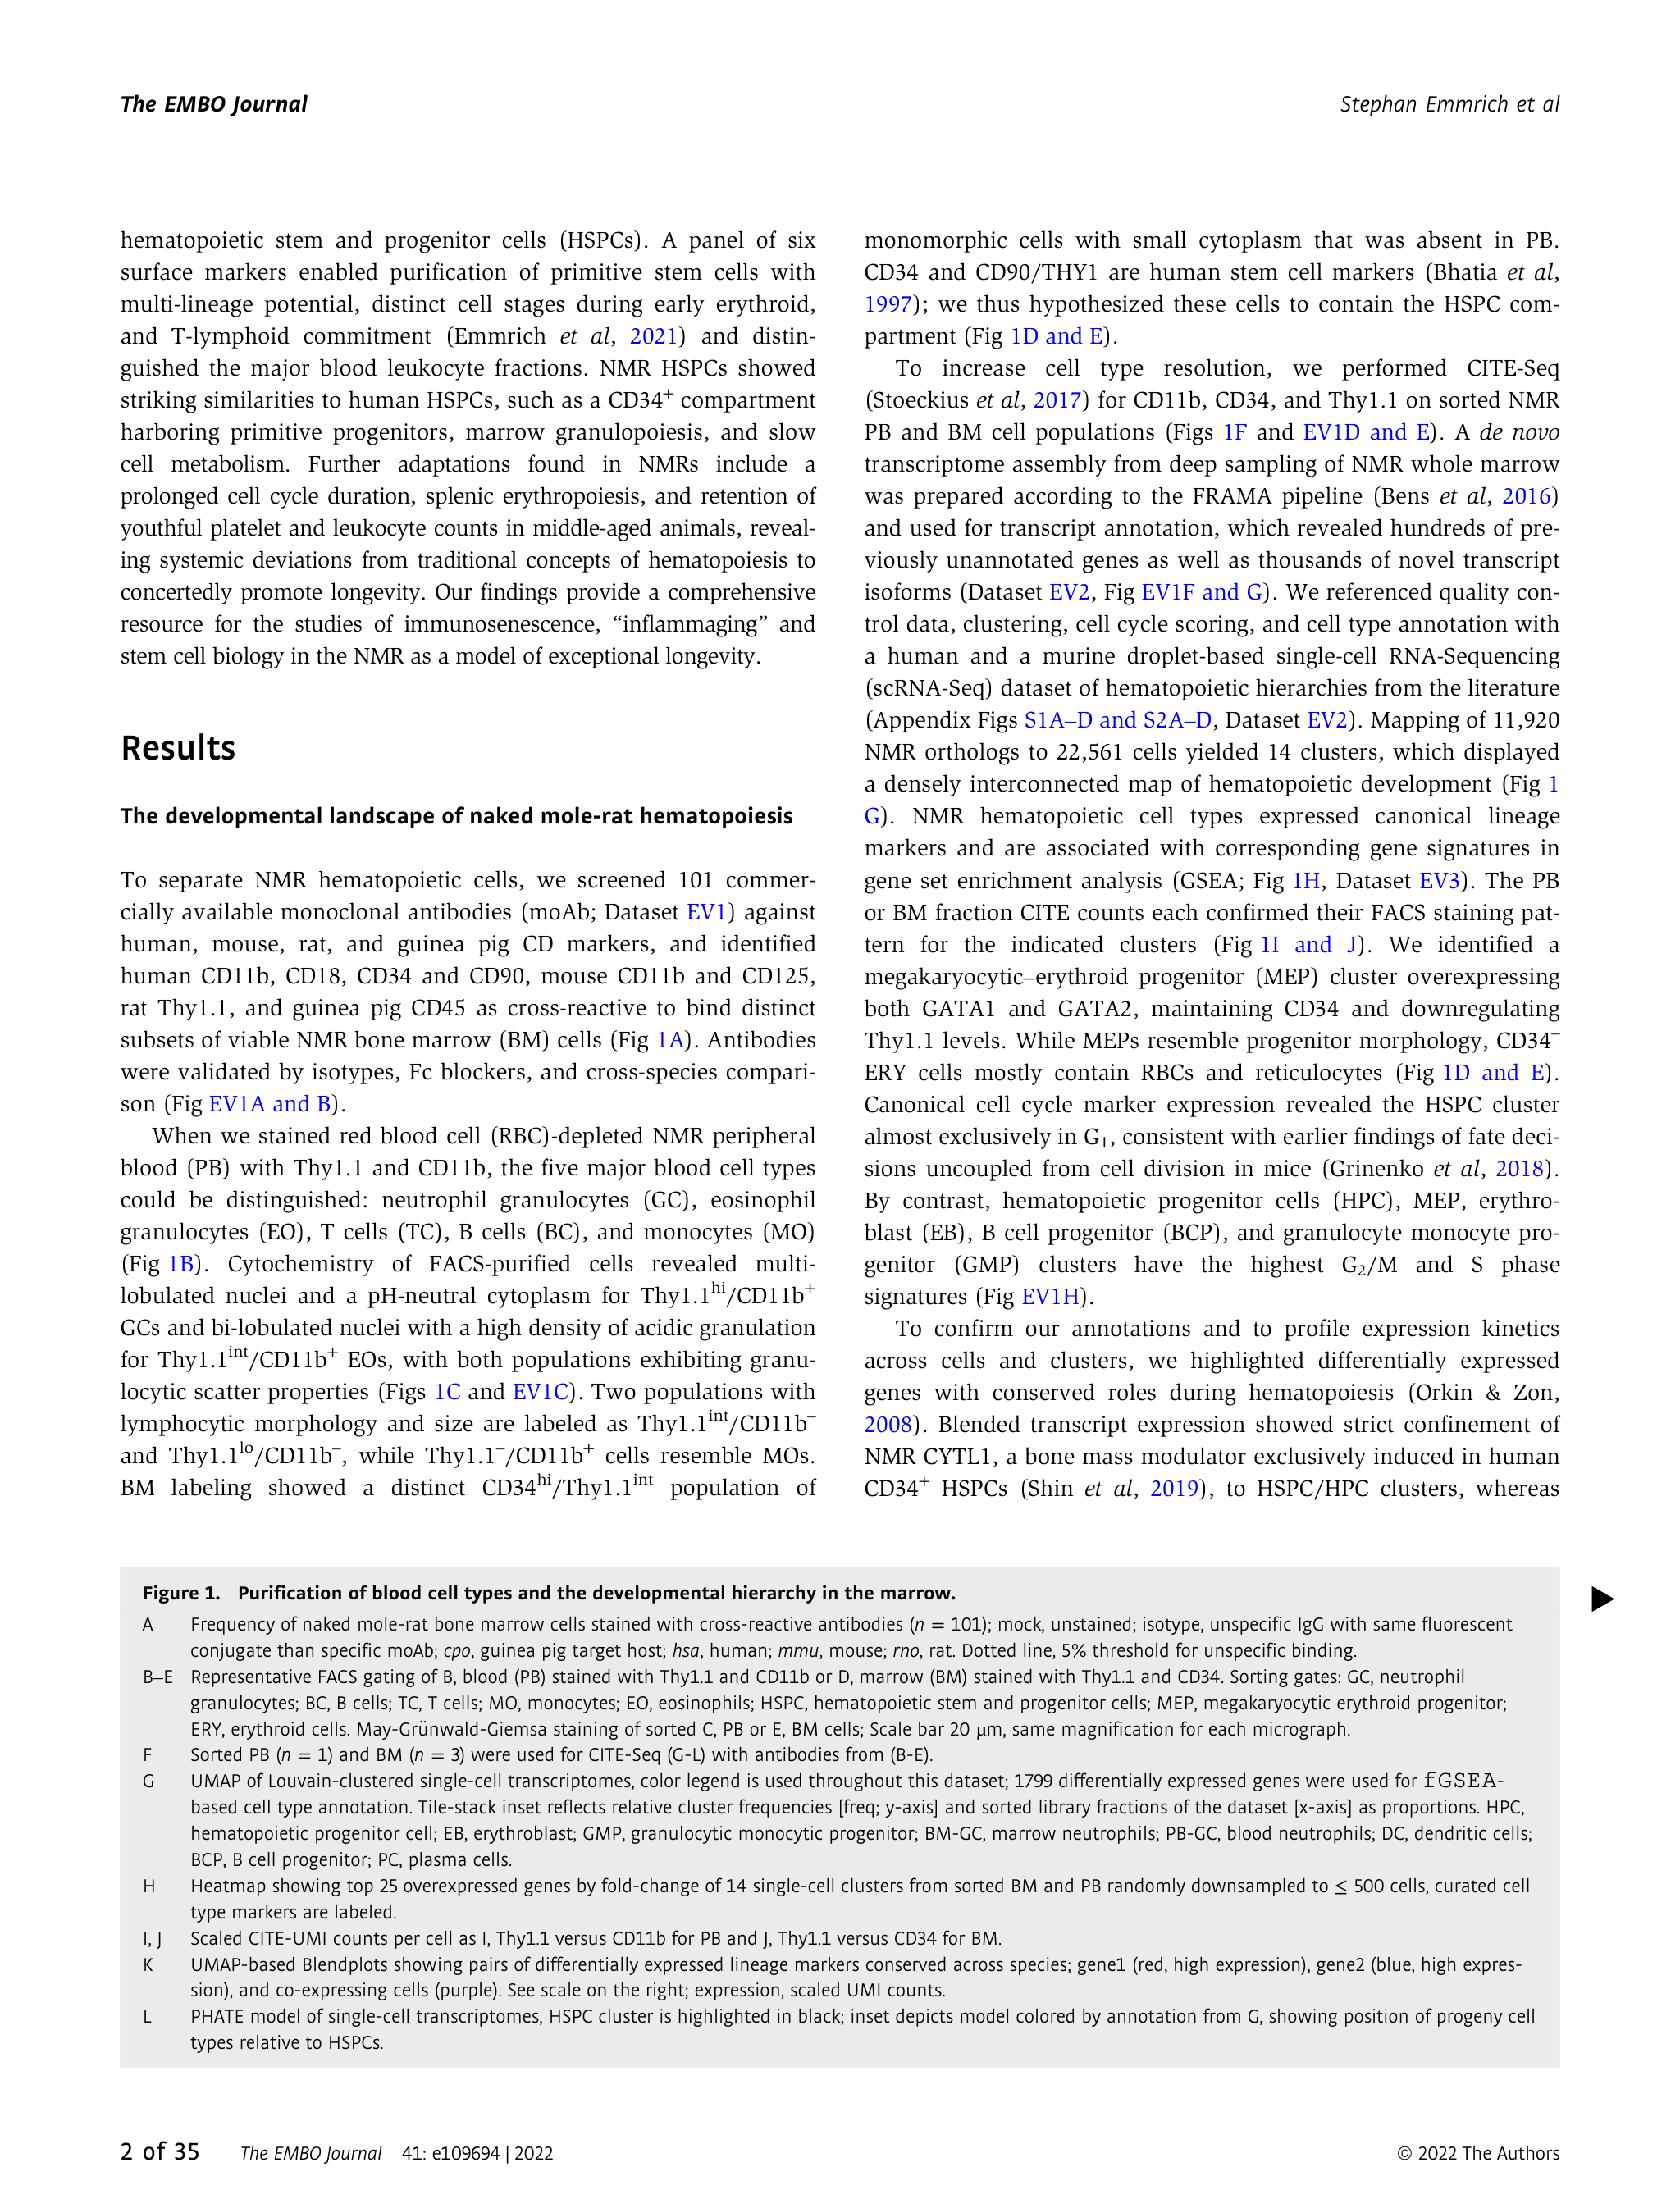 The EMBO Journal
Stephan Emmrich et al
hematopoietic stem and progenitor cells (HSPCs). A panel of six
surface markers enabled purification of primitive stem cells with
multi-lineage potential, distinct cell stages during early erythroid,
and T-lymphoid commitment (Emmrich et al, 2021) and distin-
guished the major blood leukocyte fractions. NMR HSPCs showed
striking similarities to human HSPCs, such as a CD34⁺ compartment
harboring primitive progenitors, marrow granulopoiesis, and slow
cell metabolism. Further adaptations found in NMRs include a
prolonged cell cycle duration, splenic erythropoiesis, and retention of
youthful platelet and leukocyte counts in middle-aged animals, reveal-
ing systemic deviations from traditional concepts of hematopoiesis to
concertedly promote longevity. Our findings provide a comprehensive
resource for the studies of immunosenescence, “inflammaging” and
stem cell biology in the NMR as a model of exceptional longevity.
Results
The developmental landscape of naked mole-rat hematopoiesis
To separate NMR hematopoietic cells, we screened 101 commer-
cially available monoclonal antibodies (moAb; Dataset EV1) against
human, mouse, rat, and guinea pig CD markers, and identified
human CD11b, CD18, CD34 and CD90, mouse CD11b and CD125,
rat Thy1.1, and guinea pig CD45 as cross-reactive to bind distinct
subsets of viable NMR bone marrow (BM) cells (Fig 1A). Antibodies
were validated by isotypes, Fc blockers, and cross-species compari-
son (Fig EV1A and B).
When we stained red blood cell (RBC)-depleted NMR peripheral
blood (PB) with Thy1.1 and CD11b, the five major blood cell types
could be distinguished: neutrophil granulocytes (GC), eosinophil
granulocytes (EO), T cells (TC), B cells (BC), and monocytes (MO)
(Fig 1B). Cytochemistry of FACS-purified cells revealed multi-
lobulated nuclei and a pH-neutral cytoplasm for Thy1.1ʰⁱ/CD11b⁺
GCs and bi-lobulated nuclei with a high density of acidic granulation
for Thy1.1ⁱⁿᵗ/CD11b⁺ EOs, with both populations exhibiting granu-
locytic scatter properties (Figs 1C and EV1C). Two populations with
lymphocytic morphology and size are labeled as Thy1.1ⁱⁿᵗ/CD11b⁻
and Thy1.1ˡᵒ/CD11b⁻, while Thy1.1⁻/CD11b⁺ cells resemble MOs.
BM labeling showed a distinct CD34ʰⁱ/Thy1.1ⁱⁿᵗ population of
monomorphic cells with small cytoplasm that was absent in PB.
CD34 and CD90/THY1 are human stem cell markers (Bhatia et al,
1997); we thus hypothesized these cells to contain the HSPC com-
partment (Fig 1D and E).
To increase cell type resolution, we performed CITE-Seq
(Stoeckius et al, 2017) for CD11b, CD34, and Thy1.1 on sorted NMR
PB and BM cell populations (Figs 1F and EV1D and E). A de novo
transcriptome assembly from deep sampling of NMR whole marrow
was prepared according to the FRAMA pipeline (Bens et al, 2016)
and used for transcript annotation, which revealed hundreds of pre-
viously unannotated genes as well as thousands of novel transcript
isoforms (Dataset EV2, Fig EV1F and G). We referenced quality con-
trol data, clustering, cell cycle scoring, and cell type annotation with
a human and a murine droplet-based single-cell RNA-Sequencing
(scRNA-Seq) dataset of hematopoietic hierarchies from the literature
(Appendix Figs S1A–D and S2A–D, Dataset EV2). Mapping of 11,920
NMR orthologs to 22,561 cells yielded 14 clusters, which displayed
a densely interconnected map of hematopoietic development (Fig 1
G). NMR hematopoietic cell types expressed canonical lineage
markers and are associated with corresponding gene signatures in
gene set enrichment analysis (GSEA; Fig 1H, Dataset EV3). The PB
or BM fraction CITE counts each confirmed their FACS staining pat-
tern for the indicated clusters (Fig 1I and J). We identified a
megakaryocytic–erythroid progenitor (MEP) cluster overexpressing
both GATA1 and GATA2, maintaining CD34 and downregulating
Thy1.1 levels. While MEPs resemble progenitor morphology, CD34⁻
ERY cells mostly contain RBCs and reticulocytes (Fig 1D and E).
Canonical cell cycle marker expression revealed the HSPC cluster
almost exclusively in G₁, consistent with earlier findings of fate deci-
sions uncoupled from cell division in mice (Grinenko et al, 2018).
By contrast, hematopoietic progenitor cells (HPC), MEP, erythro-
blast (EB), B cell progenitor (BCP), and granulocyte monocyte pro-
genitor (GMP) clusters have the highest G₂/M and S phase
signatures (Fig EV1H).
To confirm our annotations and to profile expression kinetics
across cells and clusters, we highlighted differentially expressed
genes with conserved roles during hematopoiesis (Orkin & Zon,
2008). Blended transcript expression showed strict confinement of
NMR CYTL1, a bone mass modulator exclusively induced in human
CD34⁺ HSPCs (Shin et al, 2019), to HSPC/HPC clusters, whereas
Figure 1. Purification of blood cell types and the developmental hierarchy in the marrow.
A Frequency of naked mole-rat bone marrow cells stained with cross-reactive antibodies (n = 101); mock, unstained; isotype, unspecific IgG with same fluorescent
conjugate than specific moAb; cpo, guinea pig target host; hsa, human; mmu, mouse; rno, rat. Dotted line, 5% threshold for unspecific binding.
B–E Representative FACS gating of B, blood (PB) stained with Thy1.1 and CD11b or D, marrow (BM) stained with Thy1.1 and CD34. Sorting gates: GC, neutrophil
granulocytes; BC, B cells; TC, T cells; MO, monocytes; EO, eosinophils; HSPC, hematopoietic stem and progenitor cells; MEP, megakaryocytic erythroid progenitor;
ERY, erythroid cells. May-Grünwald-Giemsa staining of sorted C, PB or E, BM cells; Scale bar 20 μm, same magnification for each micrograph.
F Sorted PB (n = 1) and BM (n = 3) were used for CITE-Seq (G-L) with antibodies from (B-E).
G UMAP of Louvain-clustered single-cell transcriptomes, color legend is used throughout this dataset; 1799 differentially expressed genes were used for fGSEA-
based cell type annotation. Tile-stack inset reflects relative cluster frequencies [freq; y-axis] and sorted library fractions of the dataset [x-axis] as proportions. HPC,
hematopoietic progenitor cell; EB, erythroblast; GMP, granulocytic monocytic progenitor; BM-GC, marrow neutrophils; PB-GC, blood neutrophils; DC, dendritic cells;
BCP, B cell progenitor; PC, plasma cells.
H Heatmap showing top 25 overexpressed genes by fold-change of 14 single-cell clusters from sorted BM and PB randomly downsampled to ≤ 500 cells, curated cell
type markers are labeled.
I, J Scaled CITE-UMI counts per cell as I, Thy1.1 versus CD11b for PB and J, Thy1.1 versus CD34 for BM.
K UMAP-based Blendplots showing pairs of differentially expressed lineage markers conserved across species; gene1 (red, high expression), gene2 (blue, high expres-
sion), and co-expressing cells (purple). See scale on the right; expression, scaled UMI counts.
L PHATE model of single-cell transcriptomes, HSPC cluster is highlighted in black; inset depicts model colored by annotation from G, showing position of progeny cell
types relative to HSPCs.
2 of 35 The EMBO Journal 41: e109694 | 2022
© 2022 The Authors